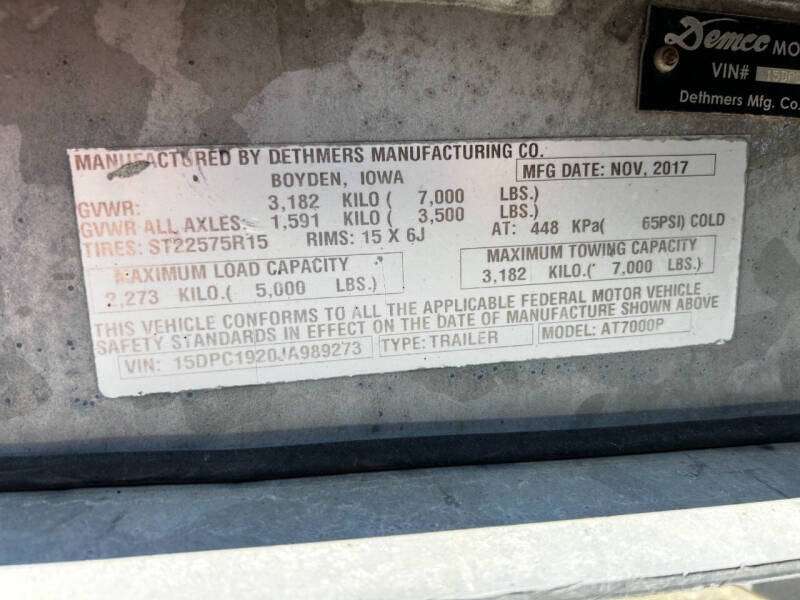 Demco MO
VIN# 15DP
Dethmers Mfg. Co.
MANUFACTURED BY DETHMERS MANUFACTURING CO.
BOYDEN, IOWA
MFG DATE: NOV, 2017
GVWR: 3,182 KILO ( 7,000 LBS.)
GVWR ALL AXLES: 1,591 KILO ( 3,500 LBS.)
TIRES: ST22575R15 RIMS: 15 X 6J AT: 448 KPa( 65PSI) COLD
MAXIMUM LOAD CAPACITY
2,273 KILO.( 5,000 LBS.)
MAXIMUM TOWING CAPACITY
3,182 KILO.( 7,000 LBS.)
THIS VEHICLE CONFORMS TO ALL THE APPLICABLE FEDERAL MOTOR VEHICLE
SAFETY STANDARDS IN EFFECT ON THE DATE OF MANUFACTURE SHOWN ABOVE
VIN: 15DPC1920JA989273 TYPE: TRAILER MODEL: AT7000P